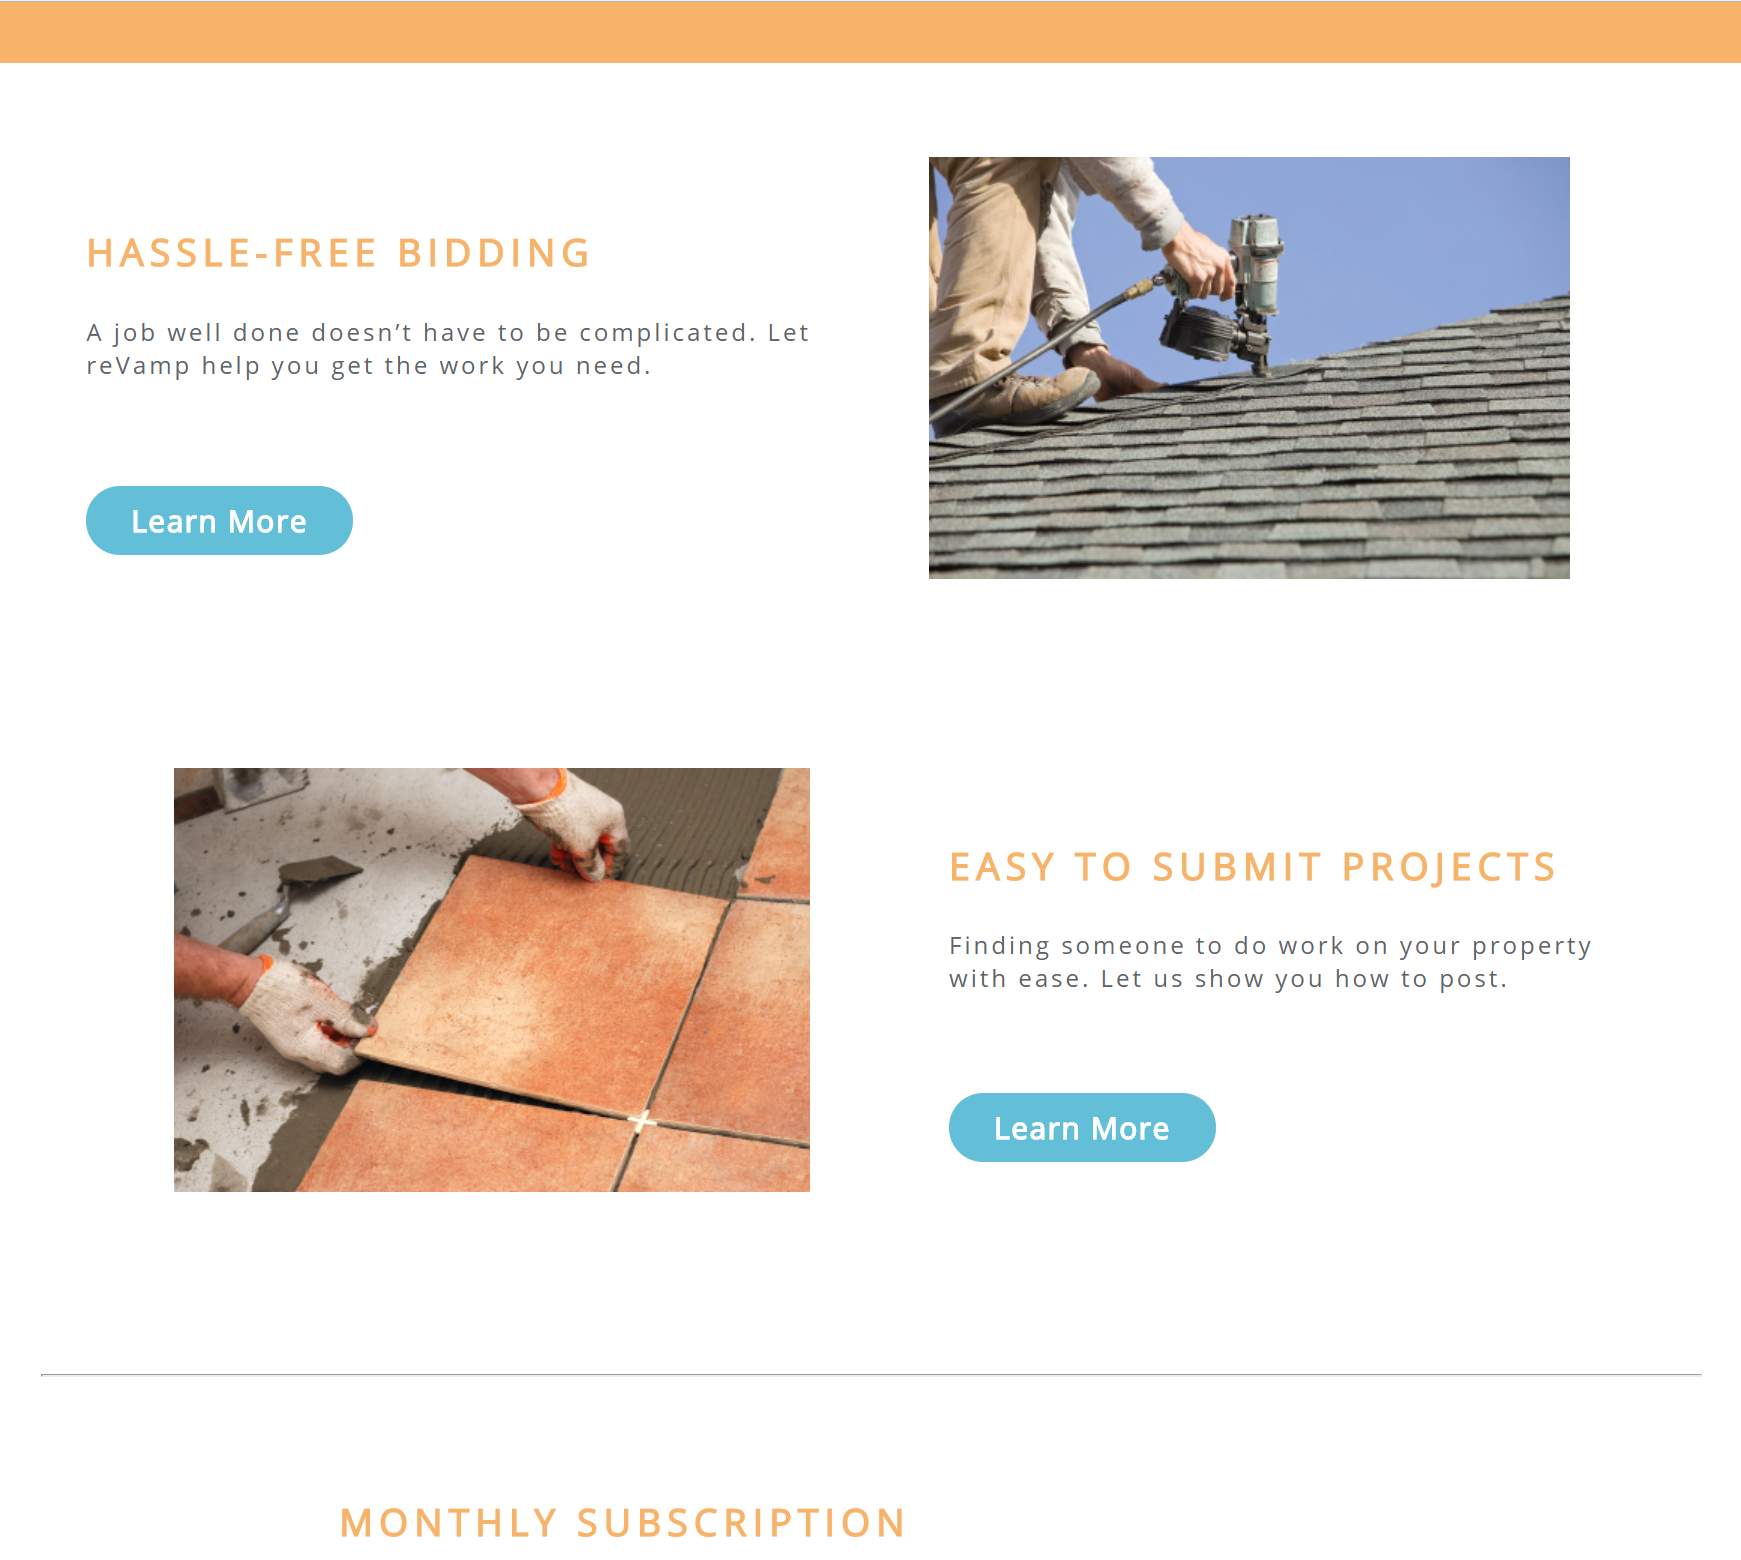 HASSLE-FREE BIDDING
A job well done doesn’t have to be complicated. Let
reVamp help you get the work you need.
Learn More
EASY TO SUBMIT PROJECTS
Finding someone to do work on your property
with ease. Let us show you how to post.
Learn More
MONTHLY SUBSCRIPTION